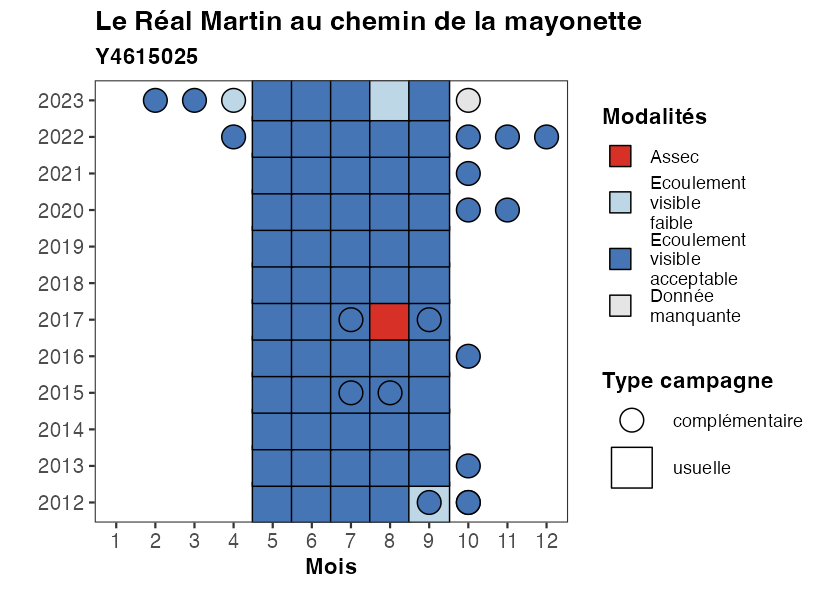 Le Réal Martin au chemin de la mayonette
Y4615025
2023
2022
2021
2020
2019
2018
2017
2016
2015
2014
2013
2012
1 2 3 4 5 6 7 8 9 10 11 12
Mois
Modalités
Assec
Ecoulement
visible
faible
Ecoulement
visible
acceptable
Donnée
manquante
Type campagne
complémentaire
usuelle